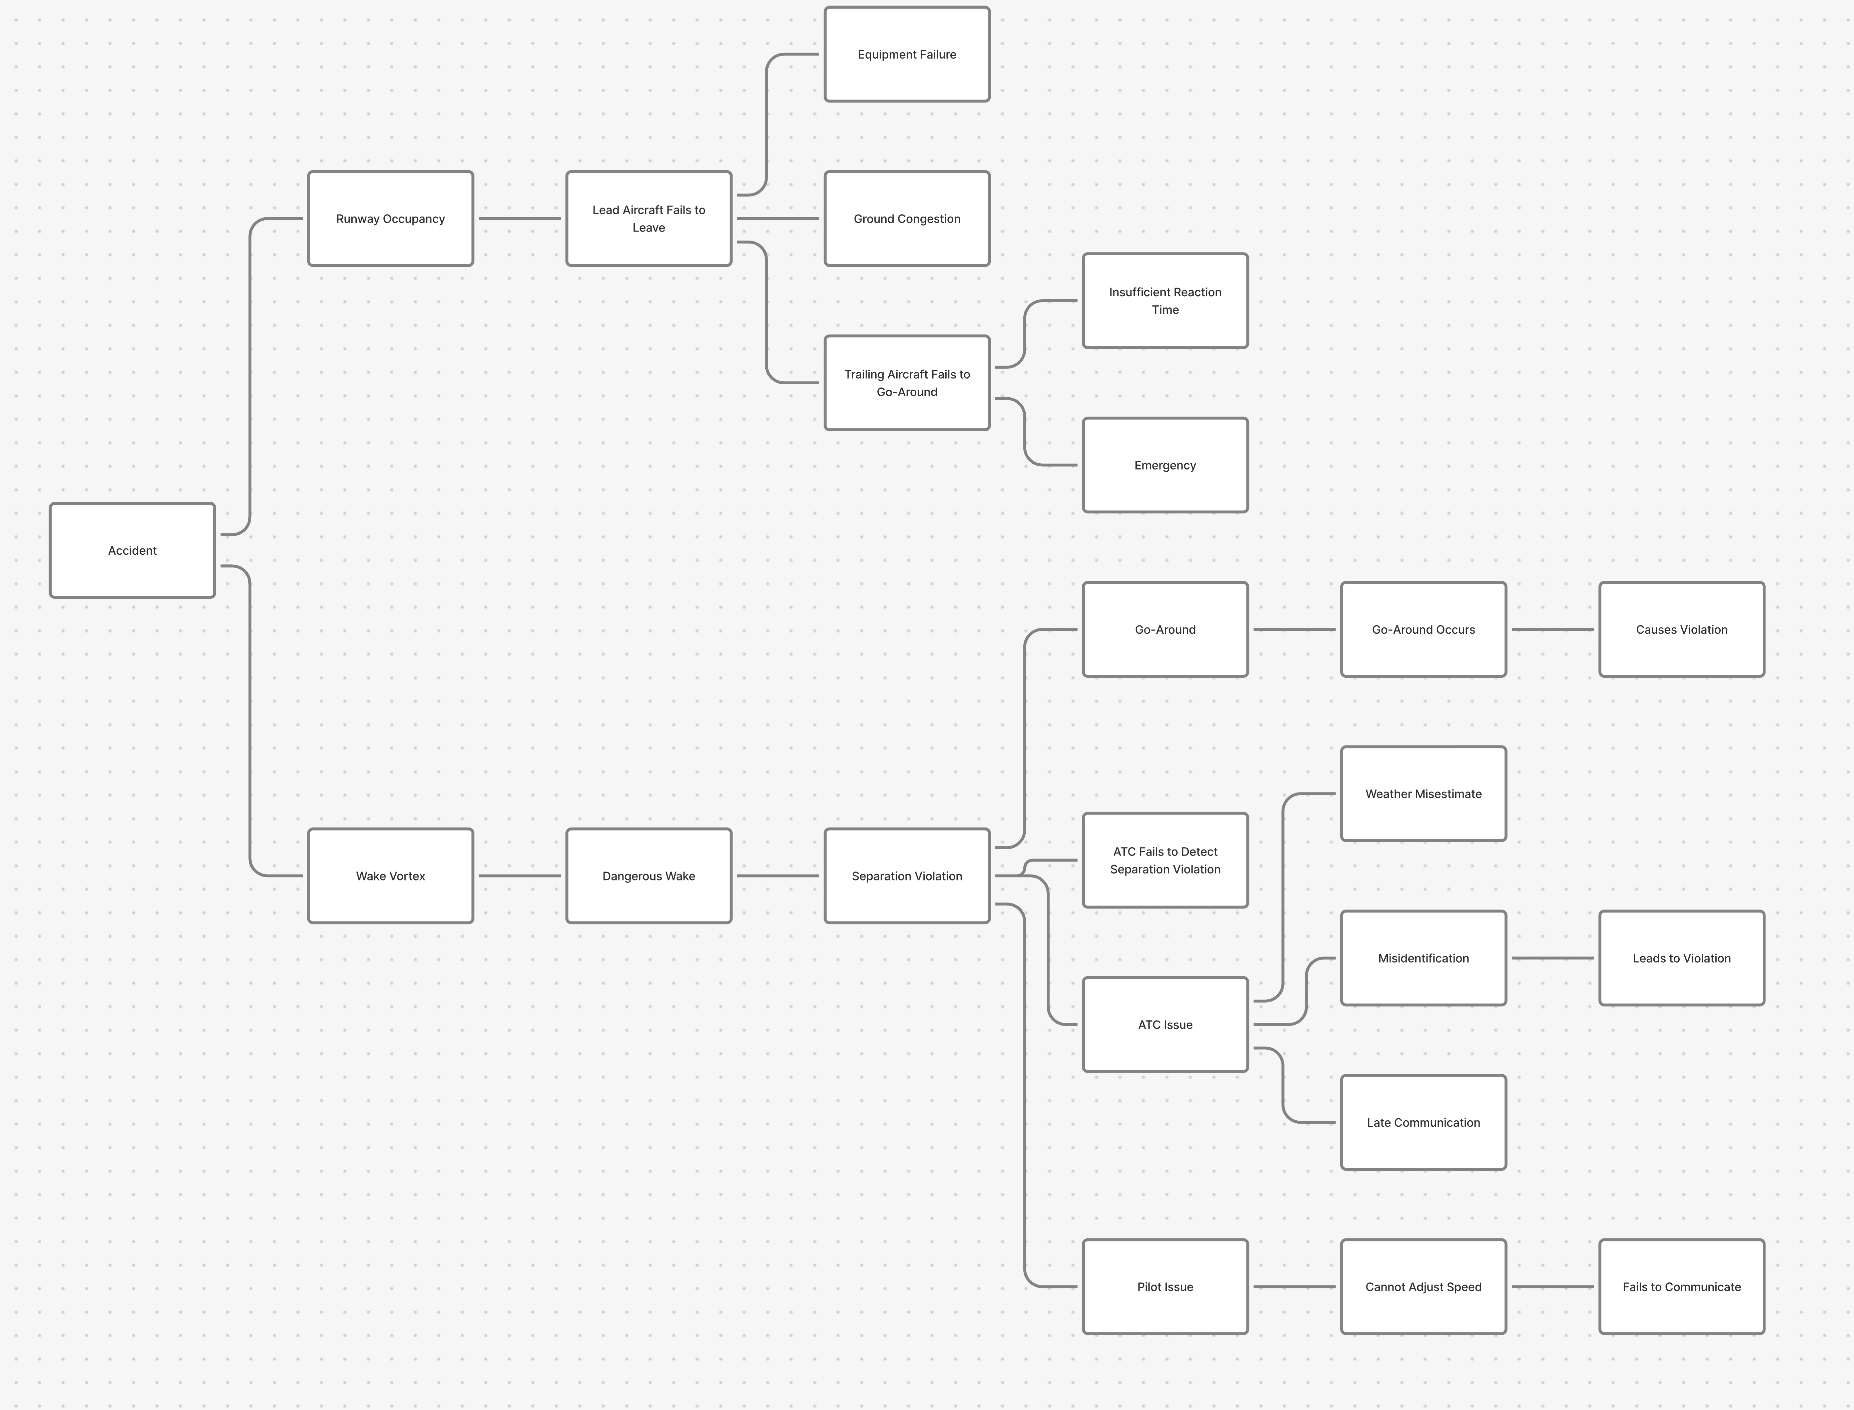 Equipment Failure
Runway Occupancy
Lead Aircraft Fails to
Leave
Ground Congestion
Insufficient Reaction
Time
Trailing Aircraft Fails to
Go-Around
Emergency
Accident
Go-Around
Go-Around Occurs
Causes Violation
Weather Misestimate
ATC Fails to Detect
Separation Violation
Wake Vortex
Dangerous Wake
Separation Violation
Misidentification
Leads to Violation
ATC Issue
Late Communication
Pilot Issue
Cannot Adjust Speed
Fails to Communicate